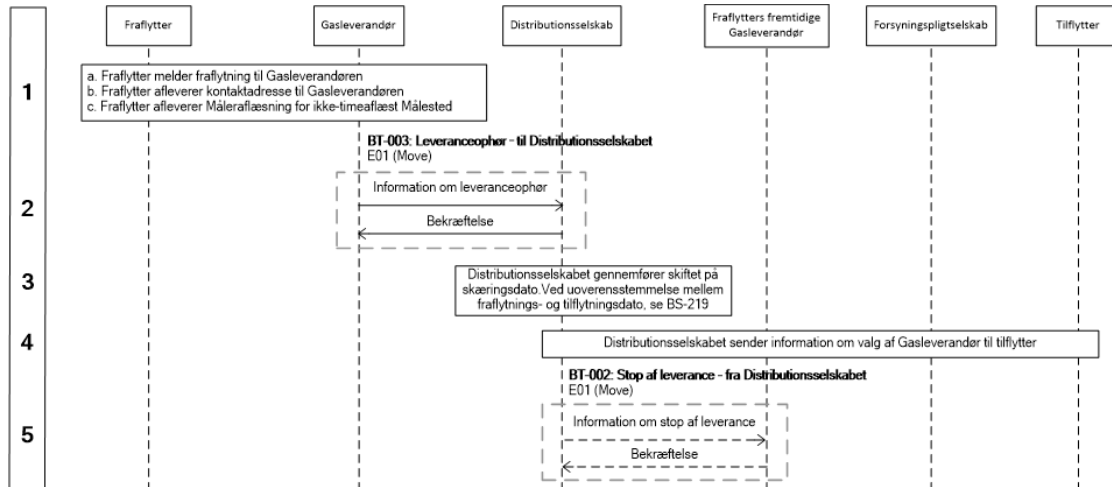 Fraflytter
Gasleverandør
Distributionsselskab
Fraflytters fremtidige
Gasleverandør
Forsyningspligtselskab
Tilflytter
1
a. Fraflytter melder fraflytning til Gasleverandøren
b. Fraflytter afleverer kontaktadresse til Gasleverandøren
c. Fraflytter afleverer Måleraflæsning for ikke-timeaflæst Målested
BT-003: Leveranceophør - til Distributionsselskabet
E01 (Move)
2
Information om leveranceophør
Bekræftelse
3
Distributionsselskabet gennemfører skiftet på
skæringsdato.Ved uoverensstemmelse mellem
fraflytnings- og tilflytningsdato, se BS-219
4
Distributionsselskabet sender information om valg af Gasleverandør til tilflytter
BT-002: Stop af leverance - fra Distributionsselskabet
E01 (Move)
5
Information om stop af leverance
Bekræftelse